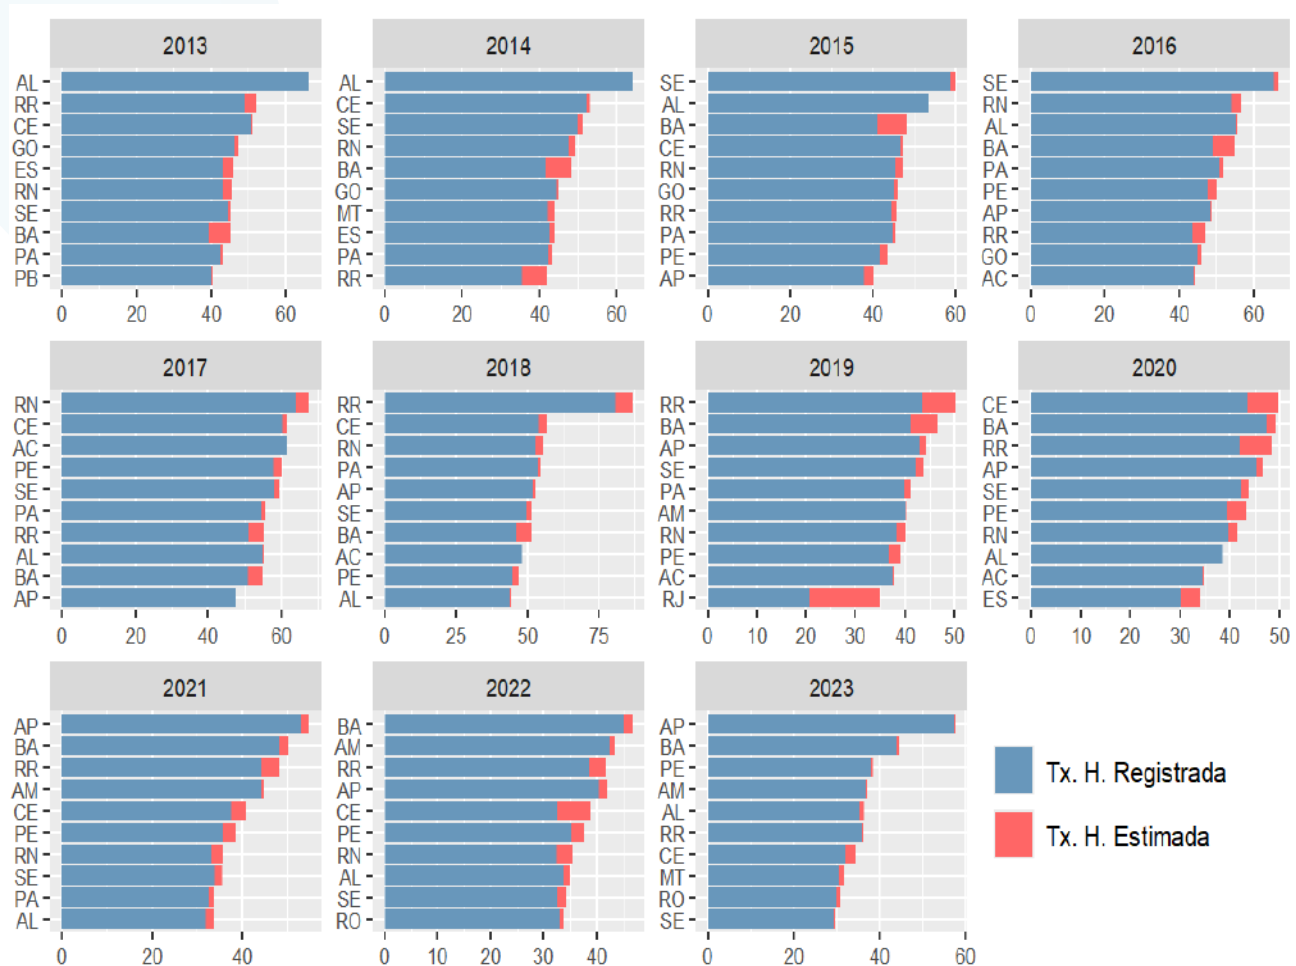 2013
AL
RR
CE
GO
ES
RN
SE
BA
PA
PB
0 20 40 60
2014
AL
CE
SE
RN
BA
GO
MT
ES
PA
RR
0 20 40 60
2015
SE
AL
BA
CE
RN
GO
RR
PA
PE
AP
0 20 40 60
2016
SE
RN
AL
BA
PA
PE
AP
RR
GO
AC
0 20 40 60
2017
RN
CE
AC
PE
SE
PA
RR
AL
BA
AP
0 20 40 60
2018
RR
CE
RN
PA
AP
SE
BA
AC
PE
AL
0 25 50 75
2019
RR
BA
AP
SE
PA
AM
RN
PE
AC
RJ
0 10 20 30 40 50
2020
CE
BA
RR
AP
SE
PE
RN
AL
AC
ES
0 10 20 30 40 50
2021
AP
BA
RR
AM
CE
PE
RN
SE
PA
AL
0 20 40
2022
BA
AM
RR
AP
CE
PE
RN
AL
SE
RO
0 10 20 30 40
2023
AP
BA
PE
AM
AL
RR
CE
MT
RO
SE
0 20 40 60
Tx. H. Registrada
Tx. H. Estimada